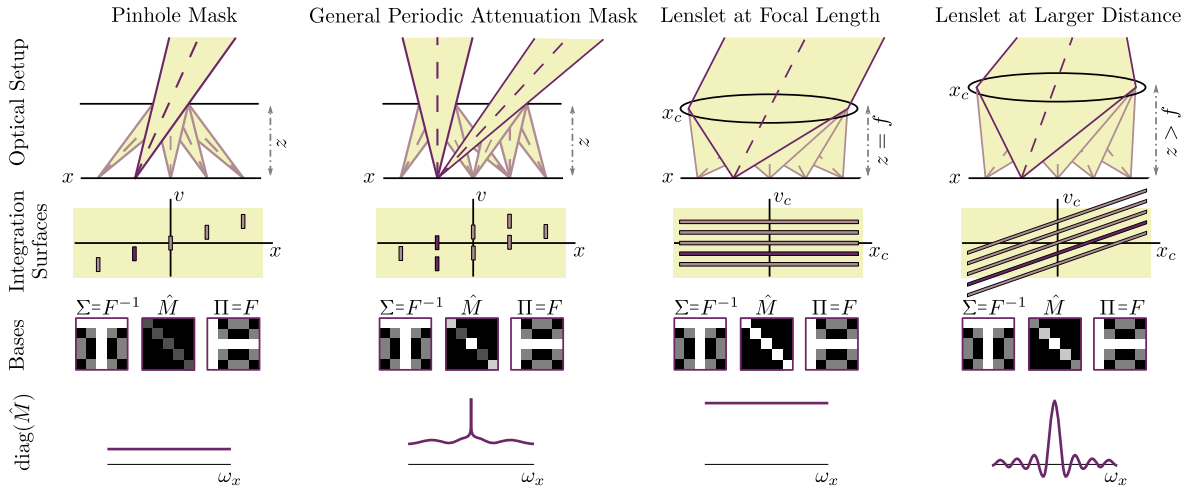 Pinhole Mask
General Periodic Attenuation Mask
Lenslet at Focal Length
Lenslet at Larger Distance
Optical Setup
x
z
x
z
x_c
x
z = f
x_c
x
z > f
Integration
Surfaces
v
x
v
x
v_c
x_c
v_c
x_c
Bases
Σ=F⁻¹ M̂ Π=F
Σ=F⁻¹ M̂ Π=F
Σ=F⁻¹ M̂ Π=F
Σ=F⁻¹ M̂ Π=F
diag(M̂)
ω_x
ω_x
ω_x
ω_x